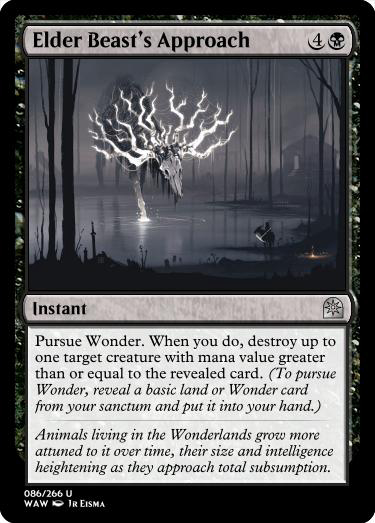 Elder Beast's Approach 4
Instant
Pursue Wonder. When you do, destroy up to
one target creature with mana value greater
than or equal to the revealed card. (To pursue
Wonder, reveal a basic land or Wonder card
from your sanctum and put it into your hand.)
Animals living in the Wonderlands grow more
attuned to it over time, their size and intelligence
heightening as they approach total subsumption.
086/266 U
WAW JR EISMA